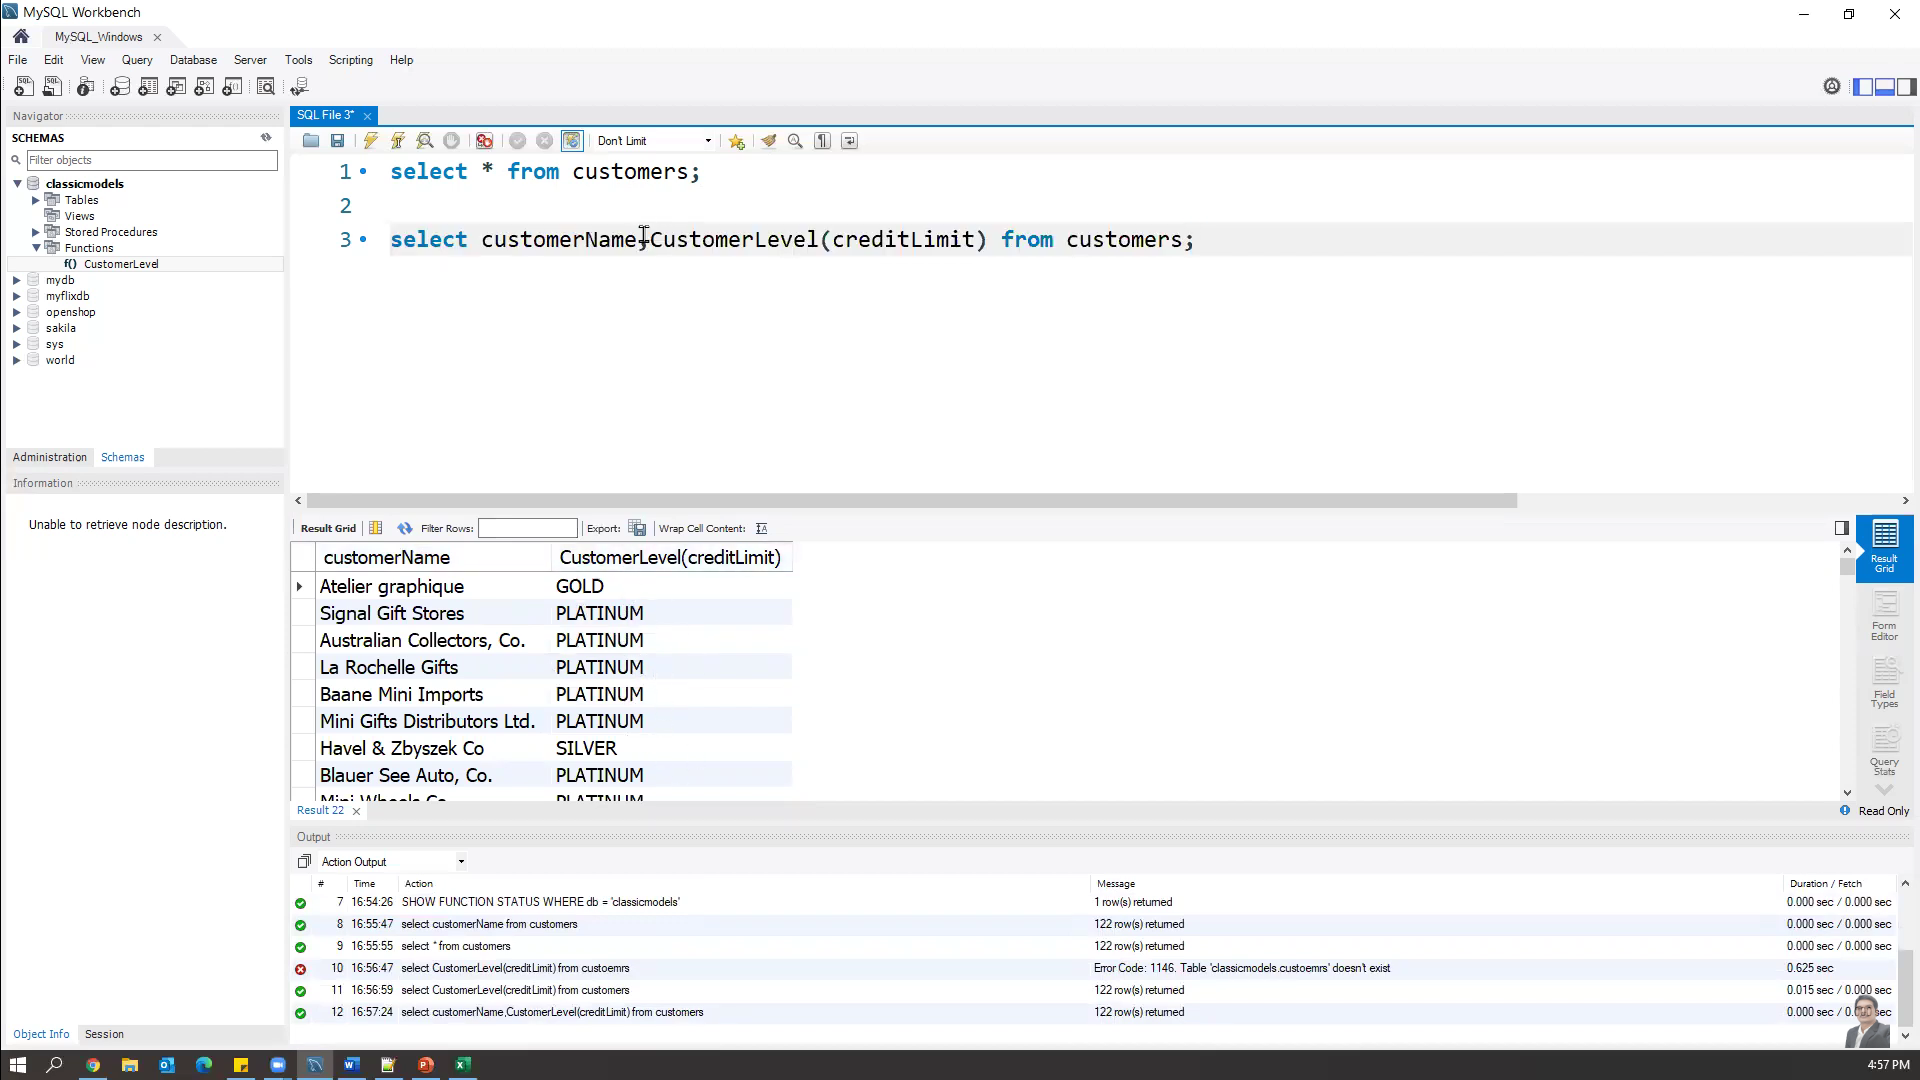 MySQL Workbench
MySQL_Windows
File Edit View Query Database Server Tools Scripting Help
Navigator
SCHEMAS
Filter objects
classicmodels
Tables
Views
Stored Procedures
Functions
f() CustomerLevel
mydb
myflixdb
openshop
sakila
sys
world
Administration Schemas
Information
Unable to retrieve node description.
Object Info Session
SQL File 3*
Don't Limit
1 select * from customers;
2
3 select customerName,CustomerLevel(creditLimit) from customers;
Result Grid Filter Rows: Export: Wrap Cell Content:
customerName CustomerLevel(creditLimit)
Atelier graphique GOLD
Signal Gift Stores PLATINUM
Australian Collectors, Co. PLATINUM
La Rochelle Gifts PLATINUM
Baane Mini Imports PLATINUM
Mini Gifts Distributors Ltd. PLATINUM
Havel & Zbyszek Co SILVER
Blauer See Auto, Co. PLATINUM
Mini Wheels Co. PLATINUM
Result Grid
Form Editor
Field Types
Query Stats
Result 22
Read Only
Output
Action Output
# Time Action Message Duration / Fetch
7 16:54:26 SHOW FUNCTION STATUS WHERE db = 'classicmodels' 1 row(s) returned 0.000 sec / 0.000 sec
8 16:55:47 select customerName from customers 122 row(s) returned 0.000 sec / 0.000 sec
9 16:55:55 select * from customers 122 row(s) returned 0.000 sec / 0.000 sec
10 16:56:47 select CustomerLevel(creditLimit) from custoemrs Error Code: 1146. Table 'classicmodels.custoemrs' doesn't exist 0.625 sec
11 16:56:59 select CustomerLevel(creditLimit) from customers 122 row(s) returned 0.015 sec / 0.000 sec
12 16:57:24 select customerName,CustomerLevel(creditLimit) from customers 122 row(s) returned 0.000 sec / 0.000 sec
4:57 PM